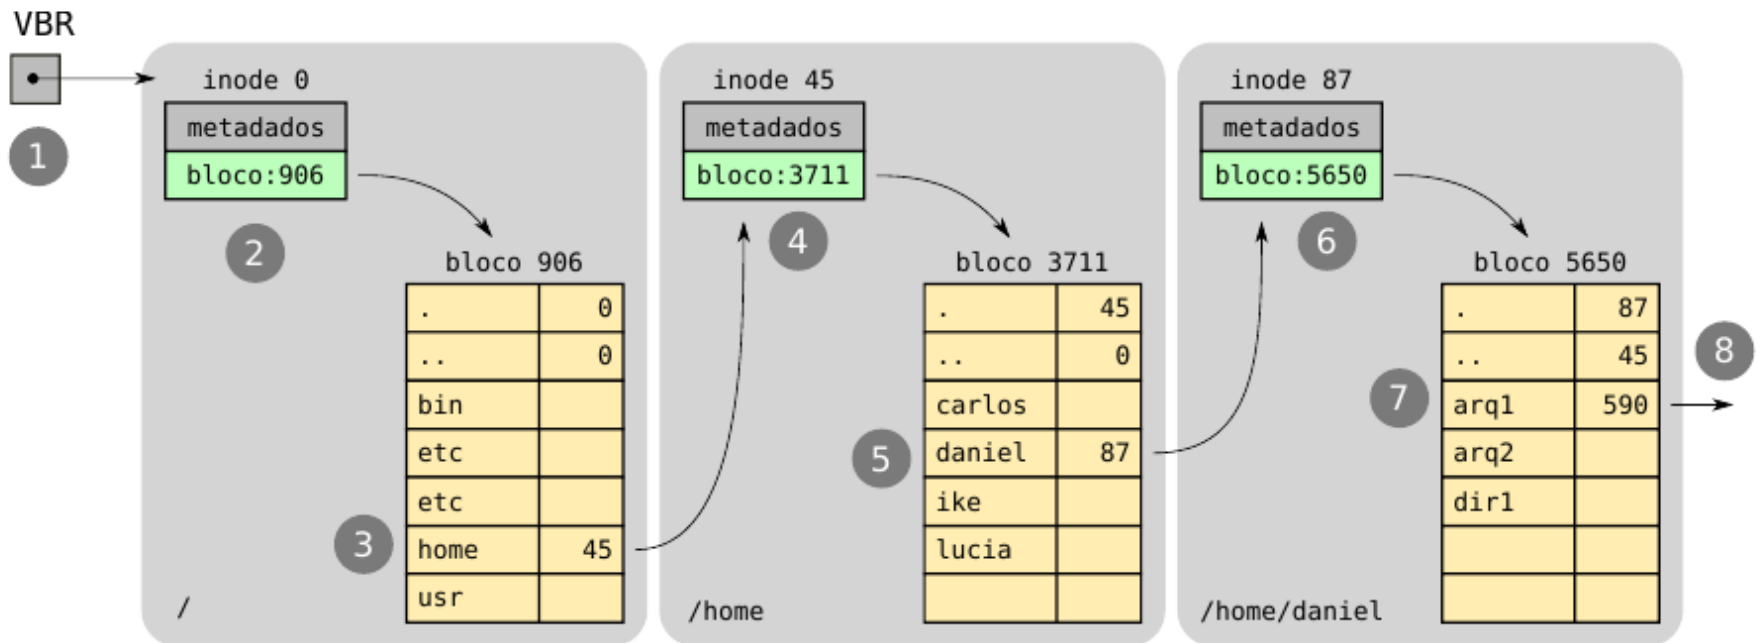 VBR
1
inode 0
metadados
bloco:906
2
bloco 906
. 0
.. 0
bin
etc
etc
3
home 45
usr
/
inode 45
metadados
bloco:3711
4
bloco 3711
. 45
.. 0
carlos
5
daniel 87
ike
lucia
/home
inode 87
metadados
bloco:5650
6
bloco 5650
. 87
.. 45
7
arq1 590
8
arq2
dir1
/home/daniel